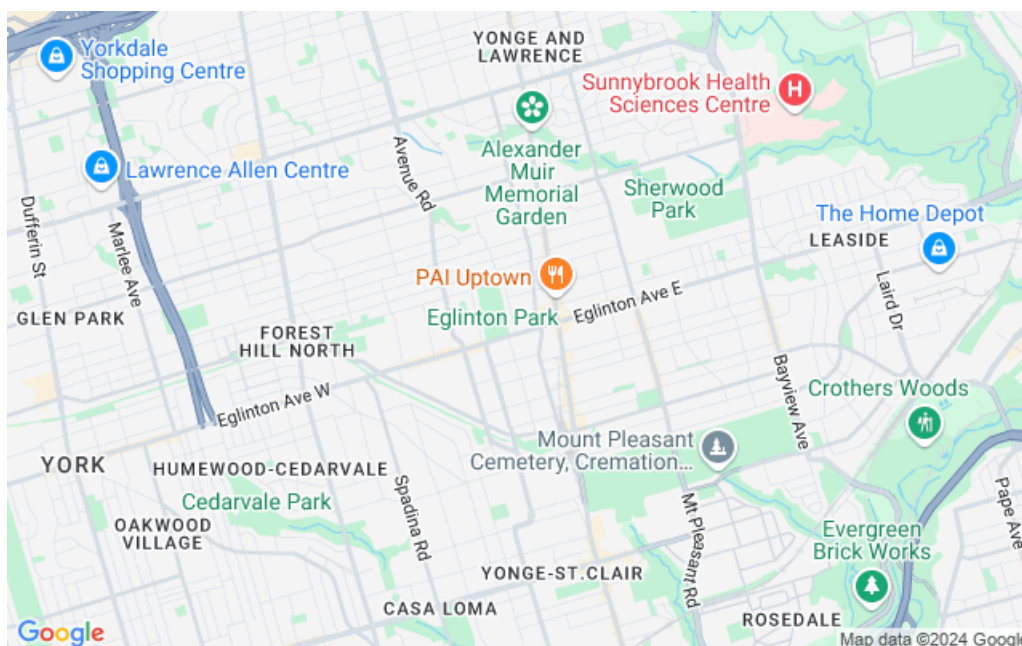 YONGE AND
LAWRENCE
Yorkdale
Shopping Centre
Sunnybrook Health
Sciences Centre
H
Lawrence Allen Centre
Avenue Rd
Alexander
Muir
Memorial
Garden
Sherwood
Park
Dufferin St
Marlee Ave
The Home Depot
LEASIDE
PAI Uptown
Laird Dr
Eglinton Park
Eglinton Ave E
GLEN PARK
FOREST
HILL NORTH
Bayview Ave
Crothers Woods
Eglinton Ave W
Mount Pleasant
Cemetery, Cremation...
YORK
HUMEWOOD-CEDARVALE
Cedarvale Park
Spadina Rd
Mt Pleasant Rd
Pape Ave
OAKWOOD
VILLAGE
Evergreen
Brick Works
YONGE-ST.CLAIR
CASA LOMA
ROSEDALE
Google
Map data ©2024 Google